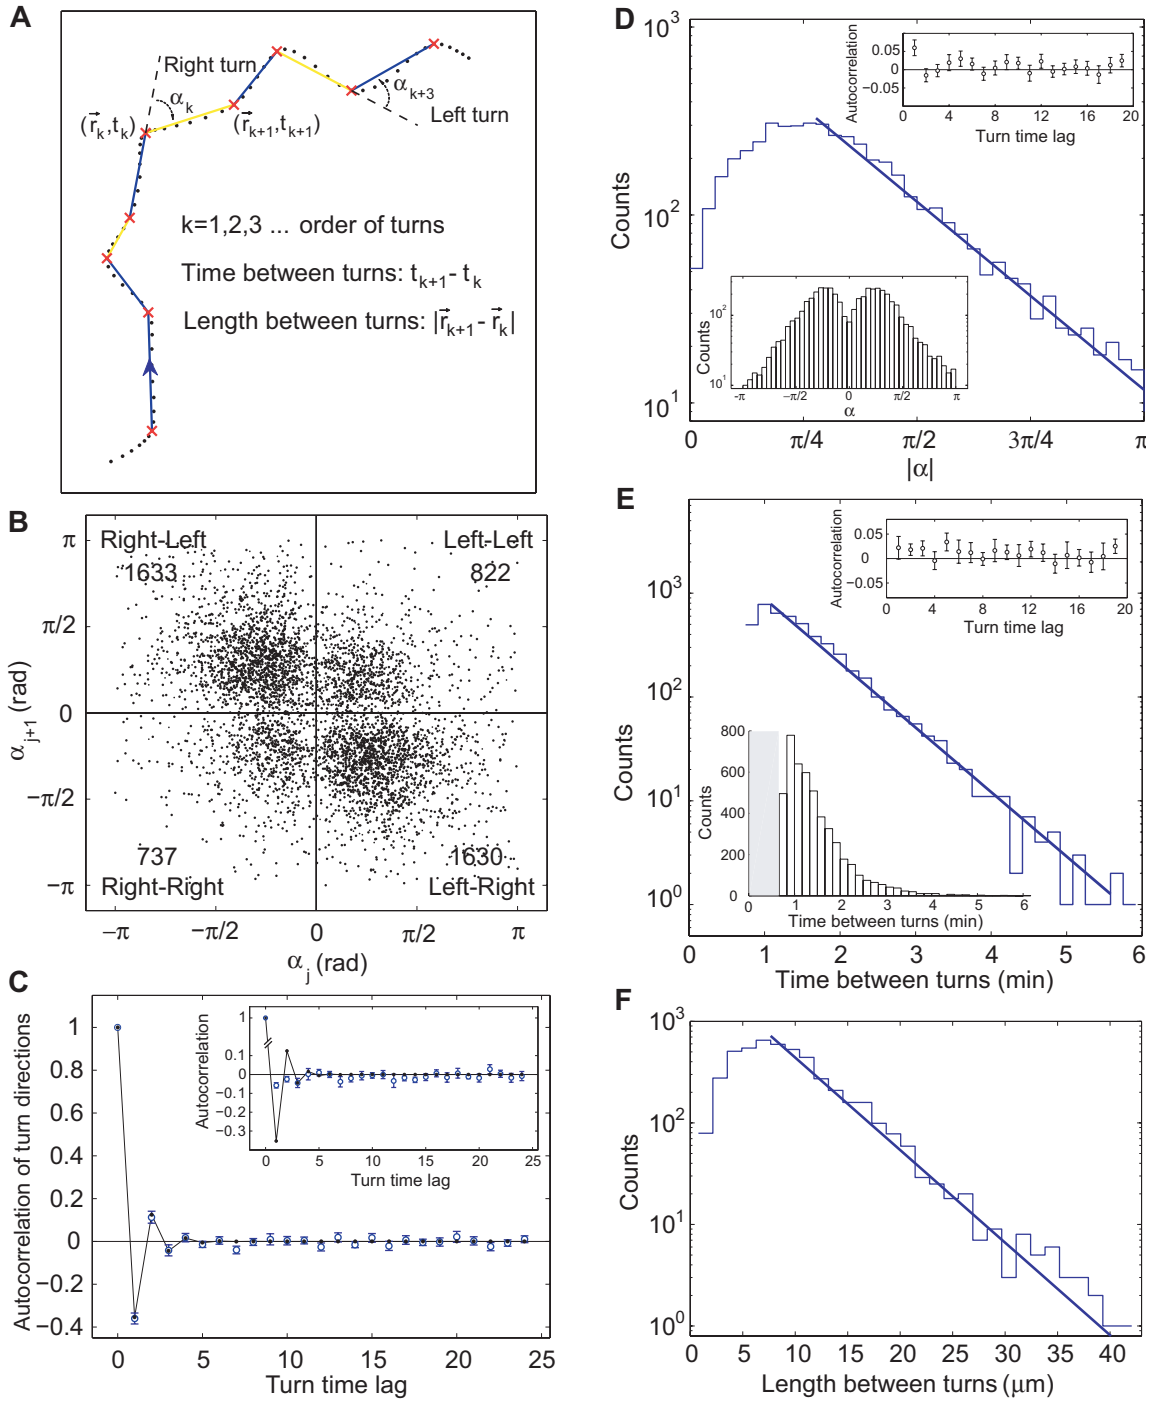 A
Right turn
α_k
(r⃗_k,t_k)
(r⃗_{k+1},t_{k+1})
α_{k+3}
Left turn
k=1,2,3 ... order of turns
Time between turns: t_{k+1}- t_k
Length between turns: |r⃗_{k+1}- r⃗_k|
B
Right-Left
1633
Left-Left
822
737
Right-Right
1630
Left-Right
π
π/2
0
−π/2
−π
α_{j+1} (rad)
−π
−π/2
0
π/2
π
α_j (rad)
C
1
0.8
0.6
0.4
0.2
0
−0.2
−0.4
Autocorrelation of turn directions
0
5
10
15
20
25
Turn time lag
1
0.1
0
−0.1
−0.2
−0.3
Autocorrelation
0
5
10
15
20
25
Turn time lag
D
10^3
10^2
10^1
Counts
0
π/4
π/2
3π/4
π
|α|
0.05
0
−0.05
Autocorrelation
0
4
8
12
16
20
Turn time lag
10^2
10^1
Counts
-π
−π/2
0
π/2
π
α
E
10^3
10^2
10^1
10^0
Counts
0
1
2
3
4
5
6
Time between turns (min)
0.05
0
−0.05
Autocorrelation
0
4
8
12
16
20
Turn time lag
800
600
400
200
0
Counts
0
1
2
3
4
5
6
Time between turns (min)
F
10^3
10^2
10^1
10^0
Counts
0
5
10
15
20
25
30
35
40
Length between turns (μm)